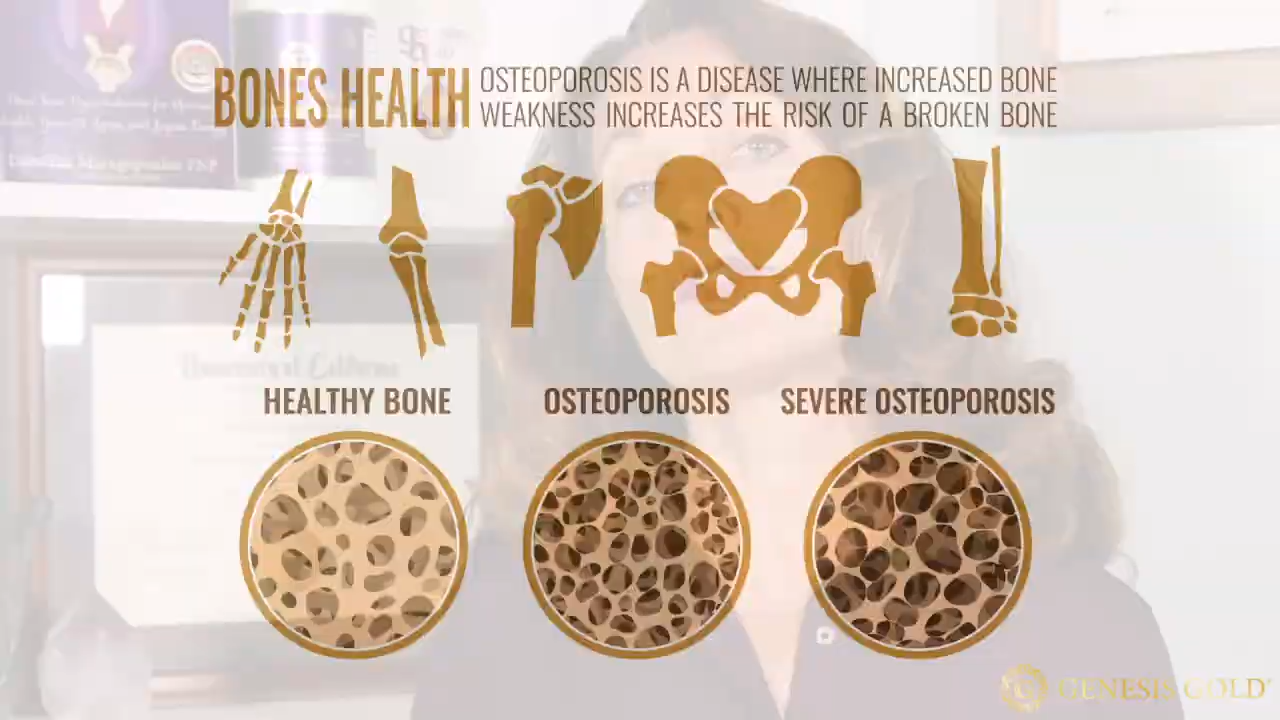 BONES HEALTH
OSTEOPOROSIS IS A DISEASE WHERE INCREASED BONE
WEAKNESS INCREASES THE RISK OF A BROKEN BONE
HEALTHY BONE
OSTEOPOROSIS
SEVERE OSTEOPOROSIS
GENESIS GOLD